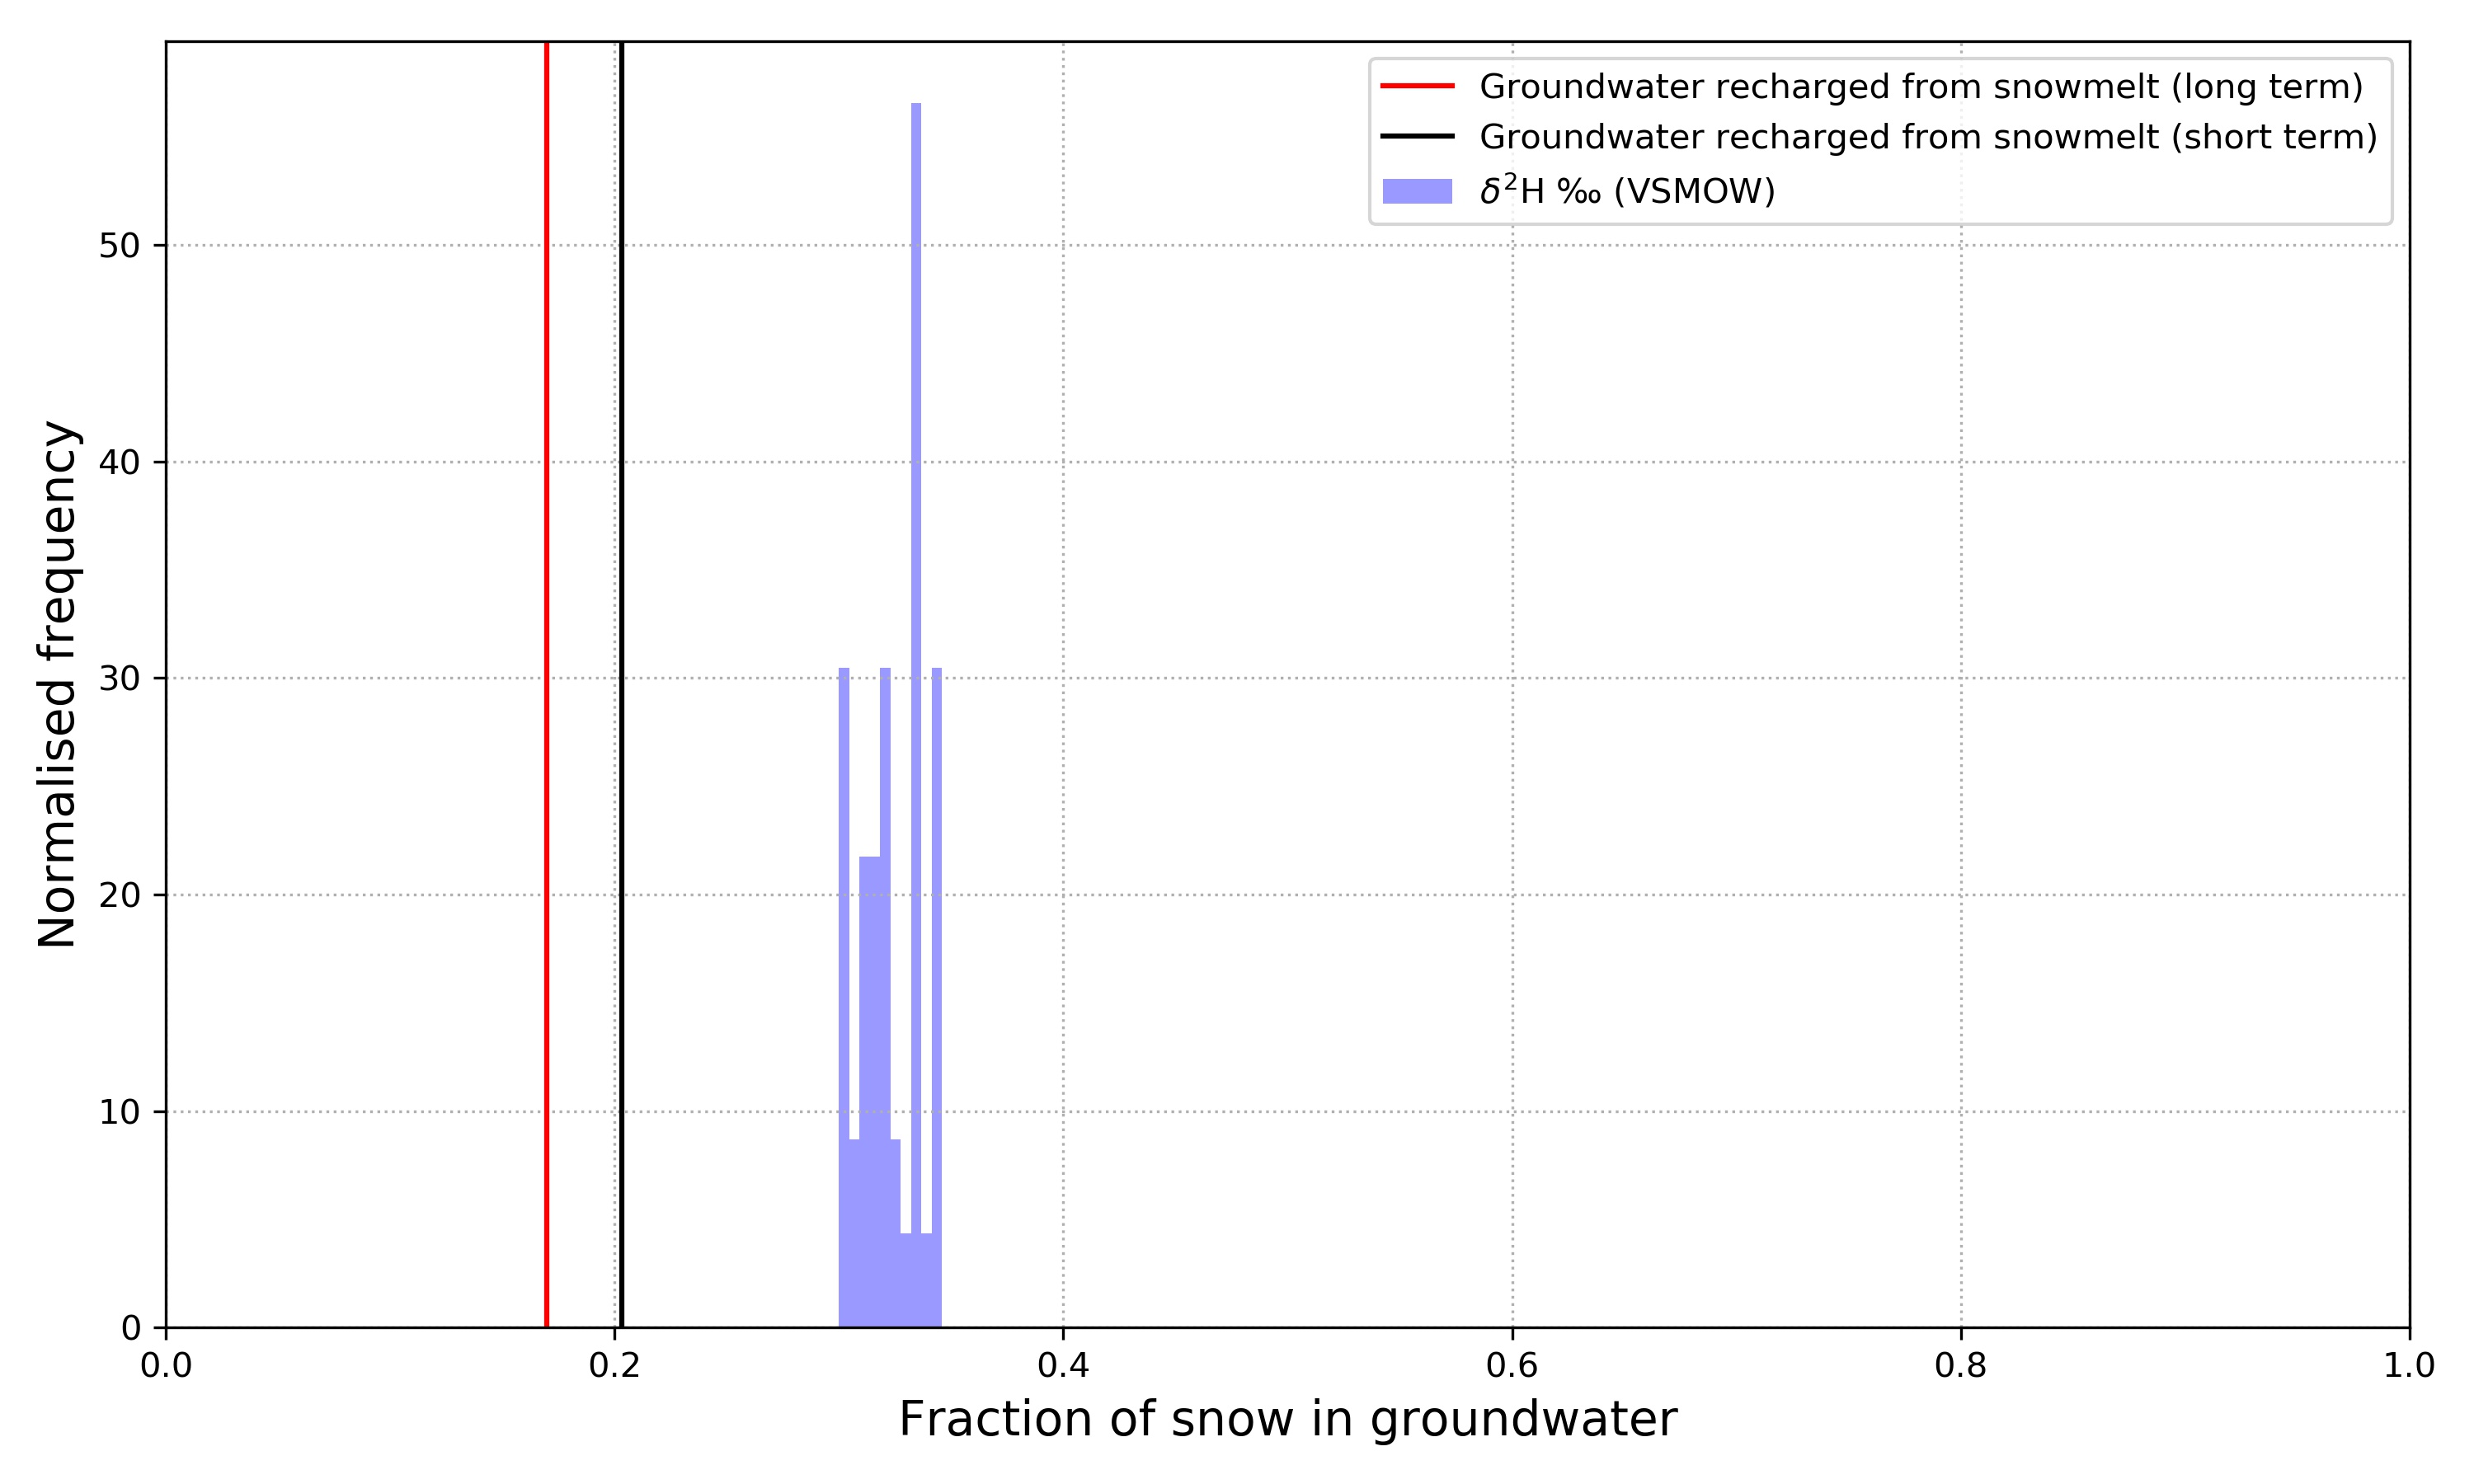 Groundwater recharged from snowmelt (long term)
Groundwater recharged from snowmelt (short term)
δ²H ‰ (VSMOW)
Normalised frequency
50
40
30
20
10
0
0.0 0.2 0.4 0.6 0.8 1.0
Fraction of snow in groundwater